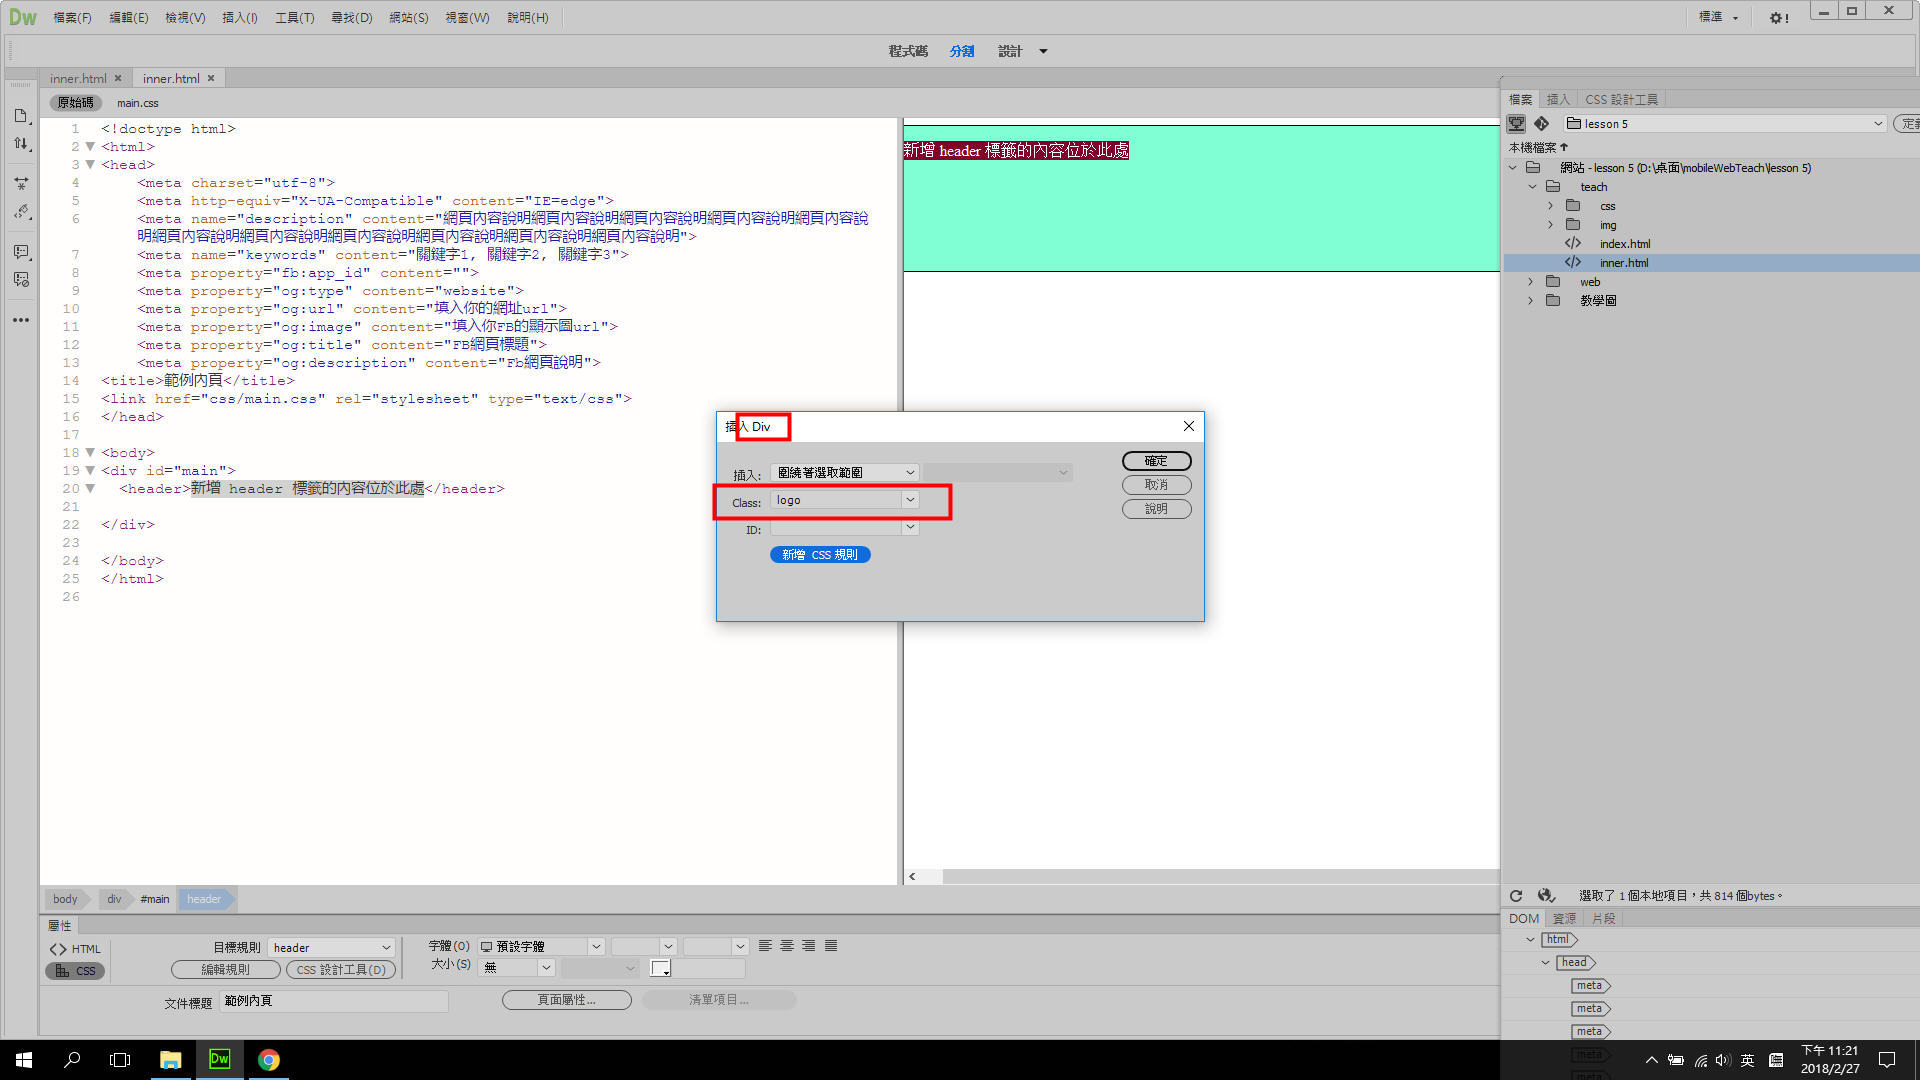 Dw 檔案(F) 編輯(E) 檢視(V) 插入(I) 工具(T) 尋找(D) 網站(S) 視窗(W) 說明(H) 標準
程式碼 分割 設計
inner.html inner.html
原始碼 main.css
1 <!doctype html>
2 <html>
3 <head>
4 <meta charset="utf-8">
5 <meta http-equiv="X-UA-Compatible" content="IE=edge">
6 <meta name="description" content="網頁內容說明網頁內容說明網頁內容說明網頁內容說明網頁內容說
明網頁內容說明網頁內容說明網頁內容說明網頁內容說明網頁內容說明網頁內容說明">
7 <meta name="keywords" content="關鍵字1, 關鍵字2, 關鍵字3">
8 <meta property="fb:app_id" content="">
9 <meta property="og:type" content="website">
10 <meta property="og:url" content="填入你的網址url">
11 <meta property="og:image" content="填入你FB的顯示圖url">
12 <meta property="og:title" content="FB網頁標題">
13 <meta property="og:description" content="Fb網頁說明">
14 <title>範例內頁</title>
15 <link href="css/main.css" rel="stylesheet" type="text/css">
16 </head>
17
18 <body>
19 <div id="main">
20 <header>新增 header 標籤的內容位於此處</header>
21
22 </div>
23
24 </body>
25 </html>
26
新增 header 標籤的內容位於此處
插入 Div
插入: 圍繞著選取範圍
Class: logo
ID:
新增 CSS 規則
確定
取消
說明
檔案 插入 CSS 設計工具
lesson 5 定義
本機檔案
網站 - lesson 5 (D:\桌面\mobileWebTeach\lesson 5)
teach
css
img
index.html
inner.html
web
教學圖
選取了 1 個本地項目，共 814 個bytes。
DOM 資源 片段
html
head
meta
meta
meta
meta
meta
body div #main header
屬性
HTML 目標規則 header 字體(O) 預設字體
CSS 編輯規則 CSS 設計工具(D) 大小(S) 無
文件標題 範例內頁 頁面屬性... 清單項目...
Dw
英
下午 11:21
2018/2/27